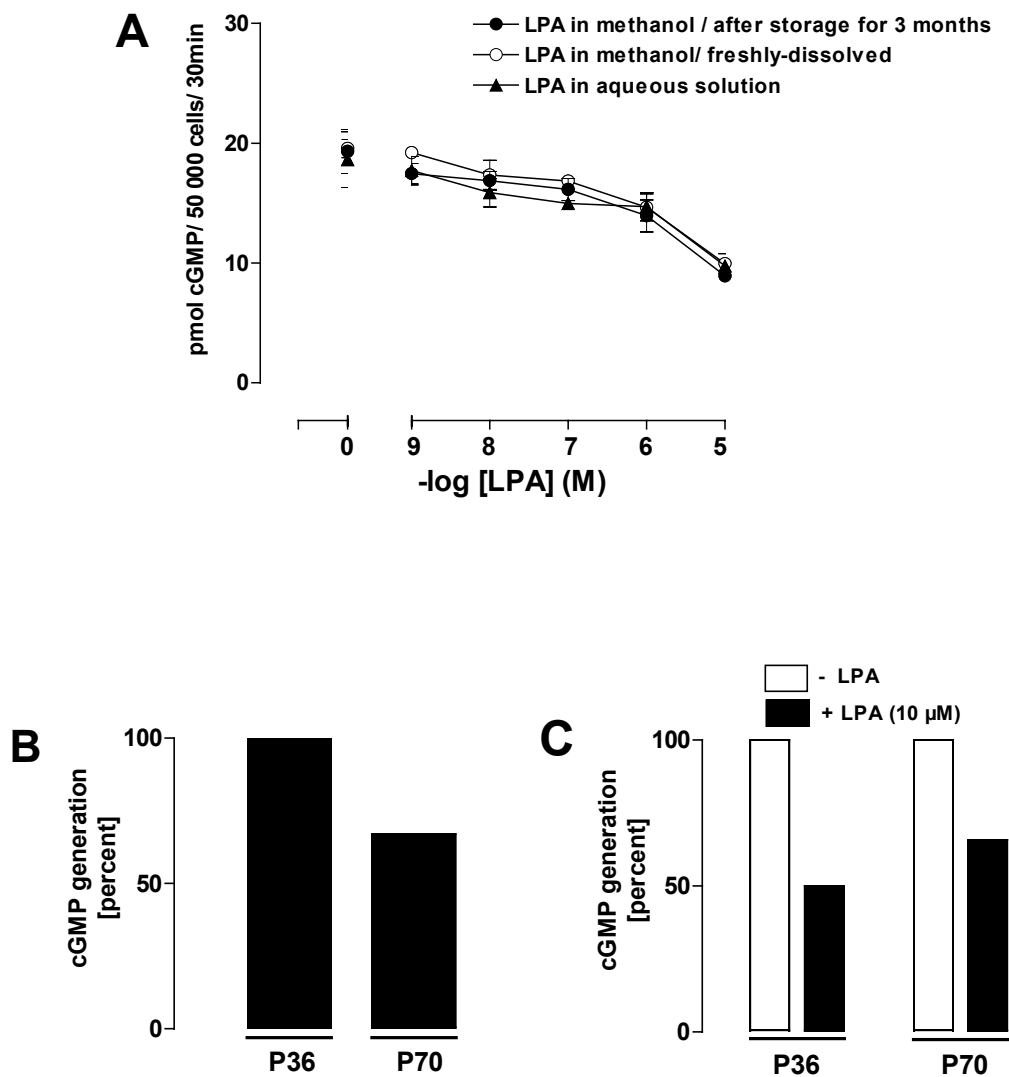 A
30
20
10
0
pmol cGMP/ 50 000 cells/ 30min
LPA in methanol / after storage for 3 months
LPA in methanol/ freshly-dissolved
LPA in aqueous solution
0 9 8 7 6 5
-log [LPA] (M)
B
100
50
0
cGMP generation
[percent]
P36 P70
C
- LPA
+ LPA (10 µM)
100
50
0
cGMP generation
[percent]
P36 P70